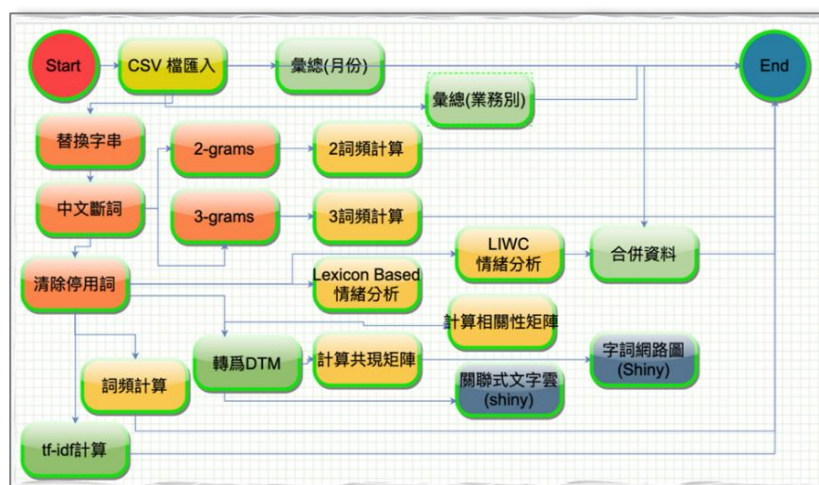 Start
CSV 檔匯入
彙總(月份)
End
彙總(業務別)
替換字串
2-grams
2詞頻計算
中文斷詞
3-grams
3詞頻計算
LIWC
情緒分析
合併資料
清除停用詞
Lexicon Based
情緒分析
計算相關性矩陣
轉爲DTM
計算共現矩陣
字詞網路圖
(Shiny)
詞頻計算
關聯式文字雲
(shiny)
tf-idf計算